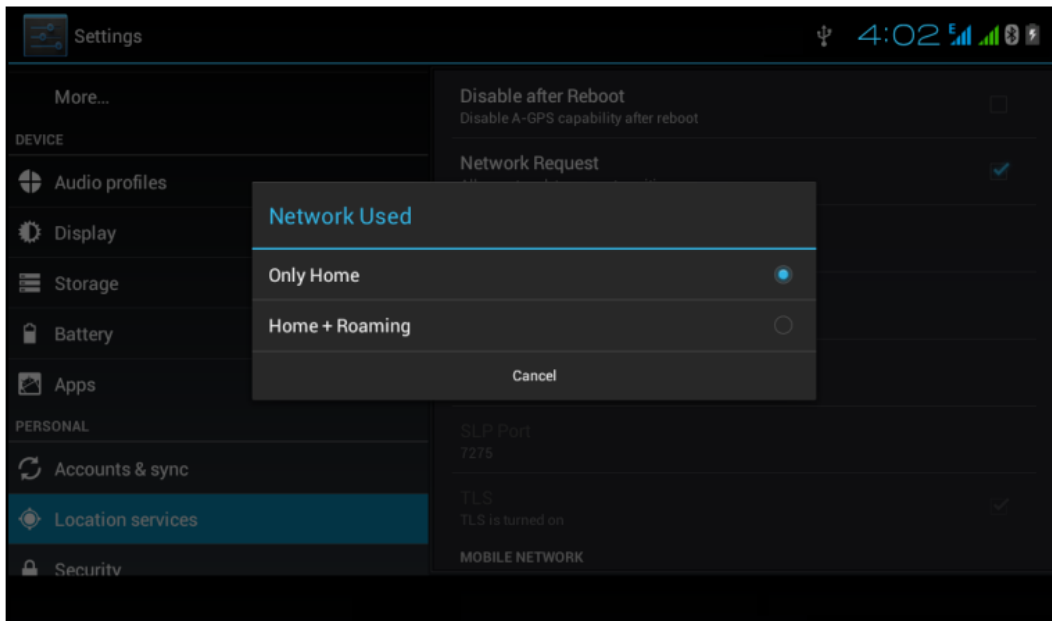 Settings
4:02
E
More...
DEVICE
Audio profiles
Display
Storage
Battery
Apps
PERSONAL
Accounts & sync
Location services
Security
Disable after Reboot
Disable A-GPS capability after reboot
Network Request
Network Used
Only Home
Home + Roaming
Cancel
SLP Port
7275
TLS
TLS is turned on
MOBILE NETWORK